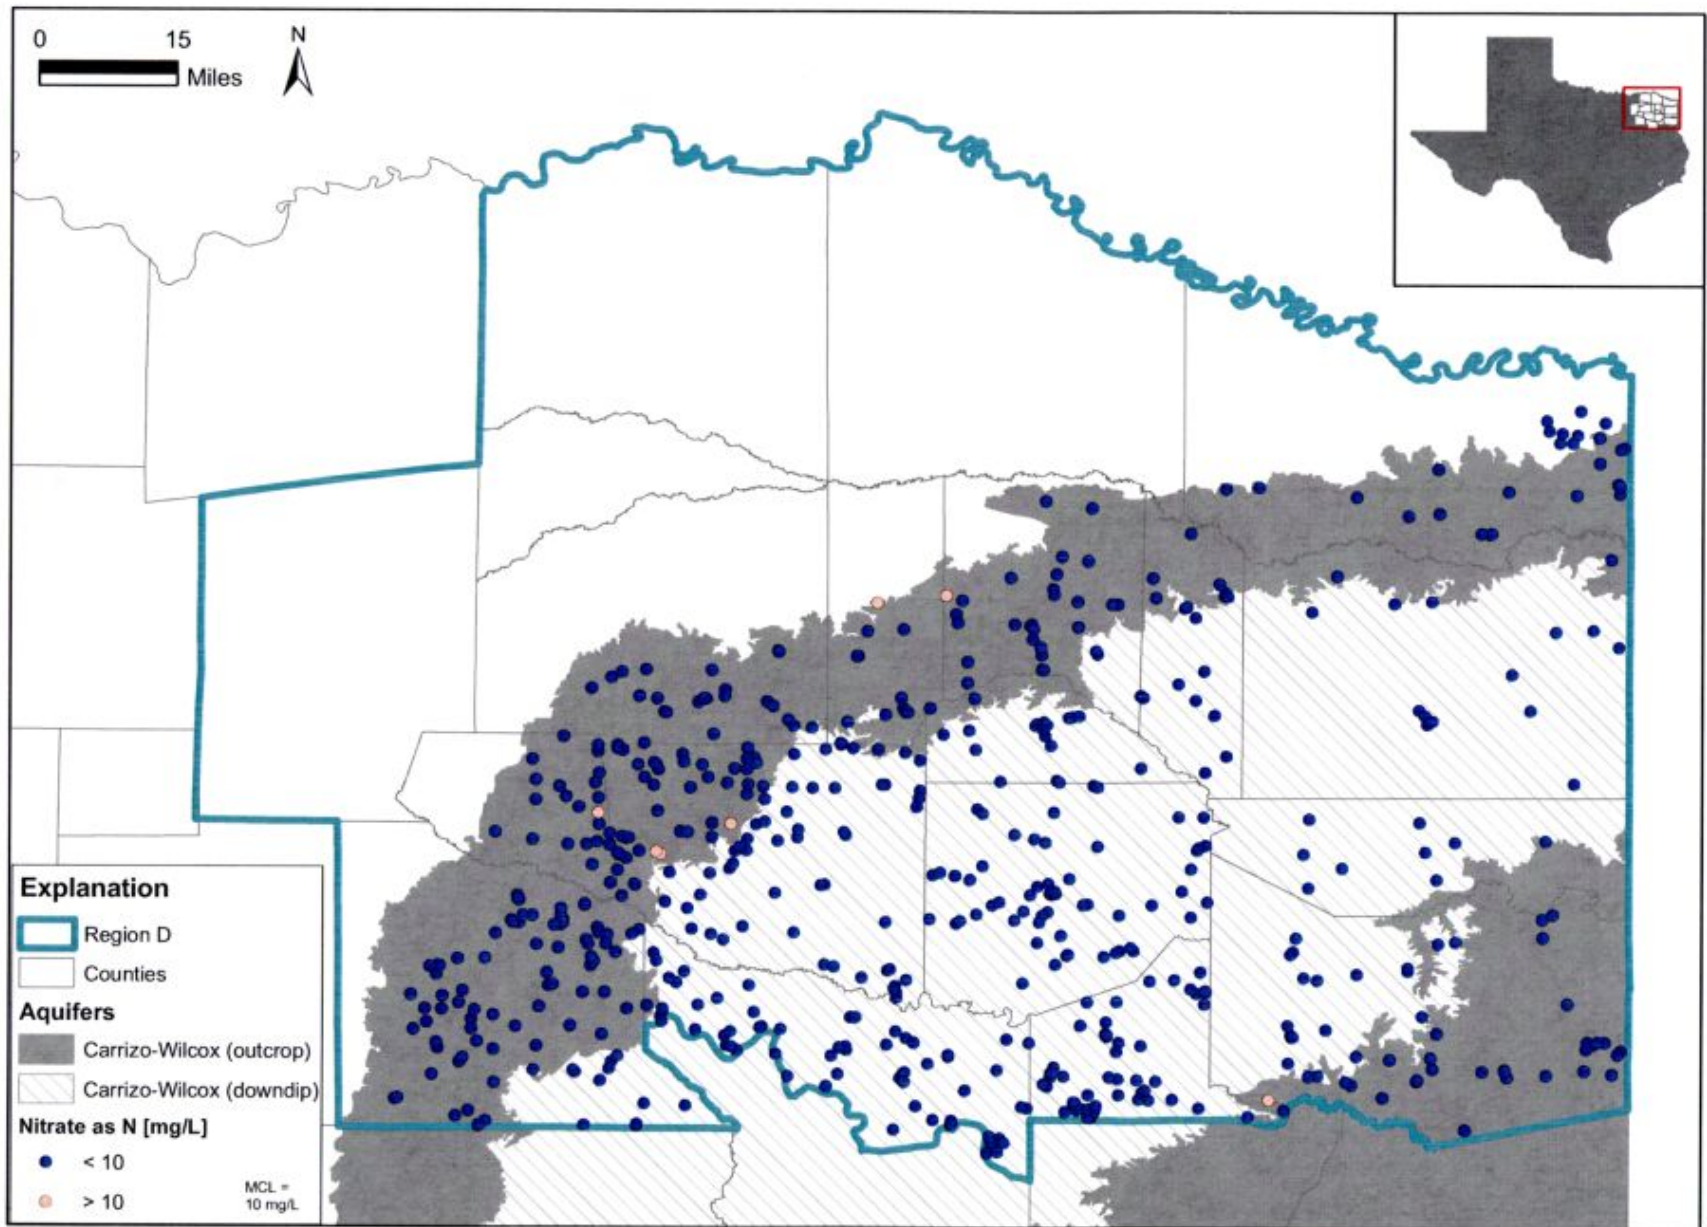 0 15
Miles
N
Explanation
Region D
Counties
Aquifers
Carrizo-Wilcox (outcrop)
Carrizo-Wilcox (downdip)
Nitrate as N [mg/L]
< 10
> 10
MCL =
10 mg/L